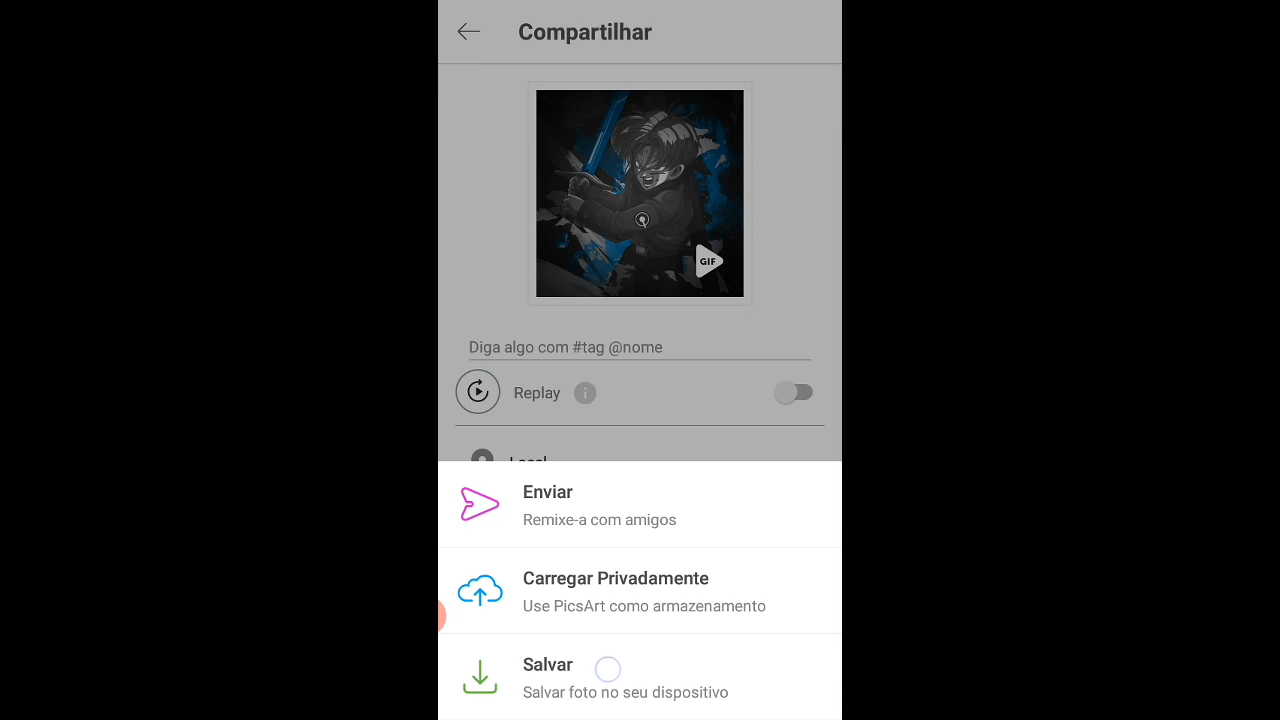 Compartilhar
GIF
Diga algo com #tag @nome
Replay
Local
Enviar
Remixe-a com amigos
Carregar Privadamente
Use PicsArt como armazenamento
Salvar
Salvar foto no seu dispositivo